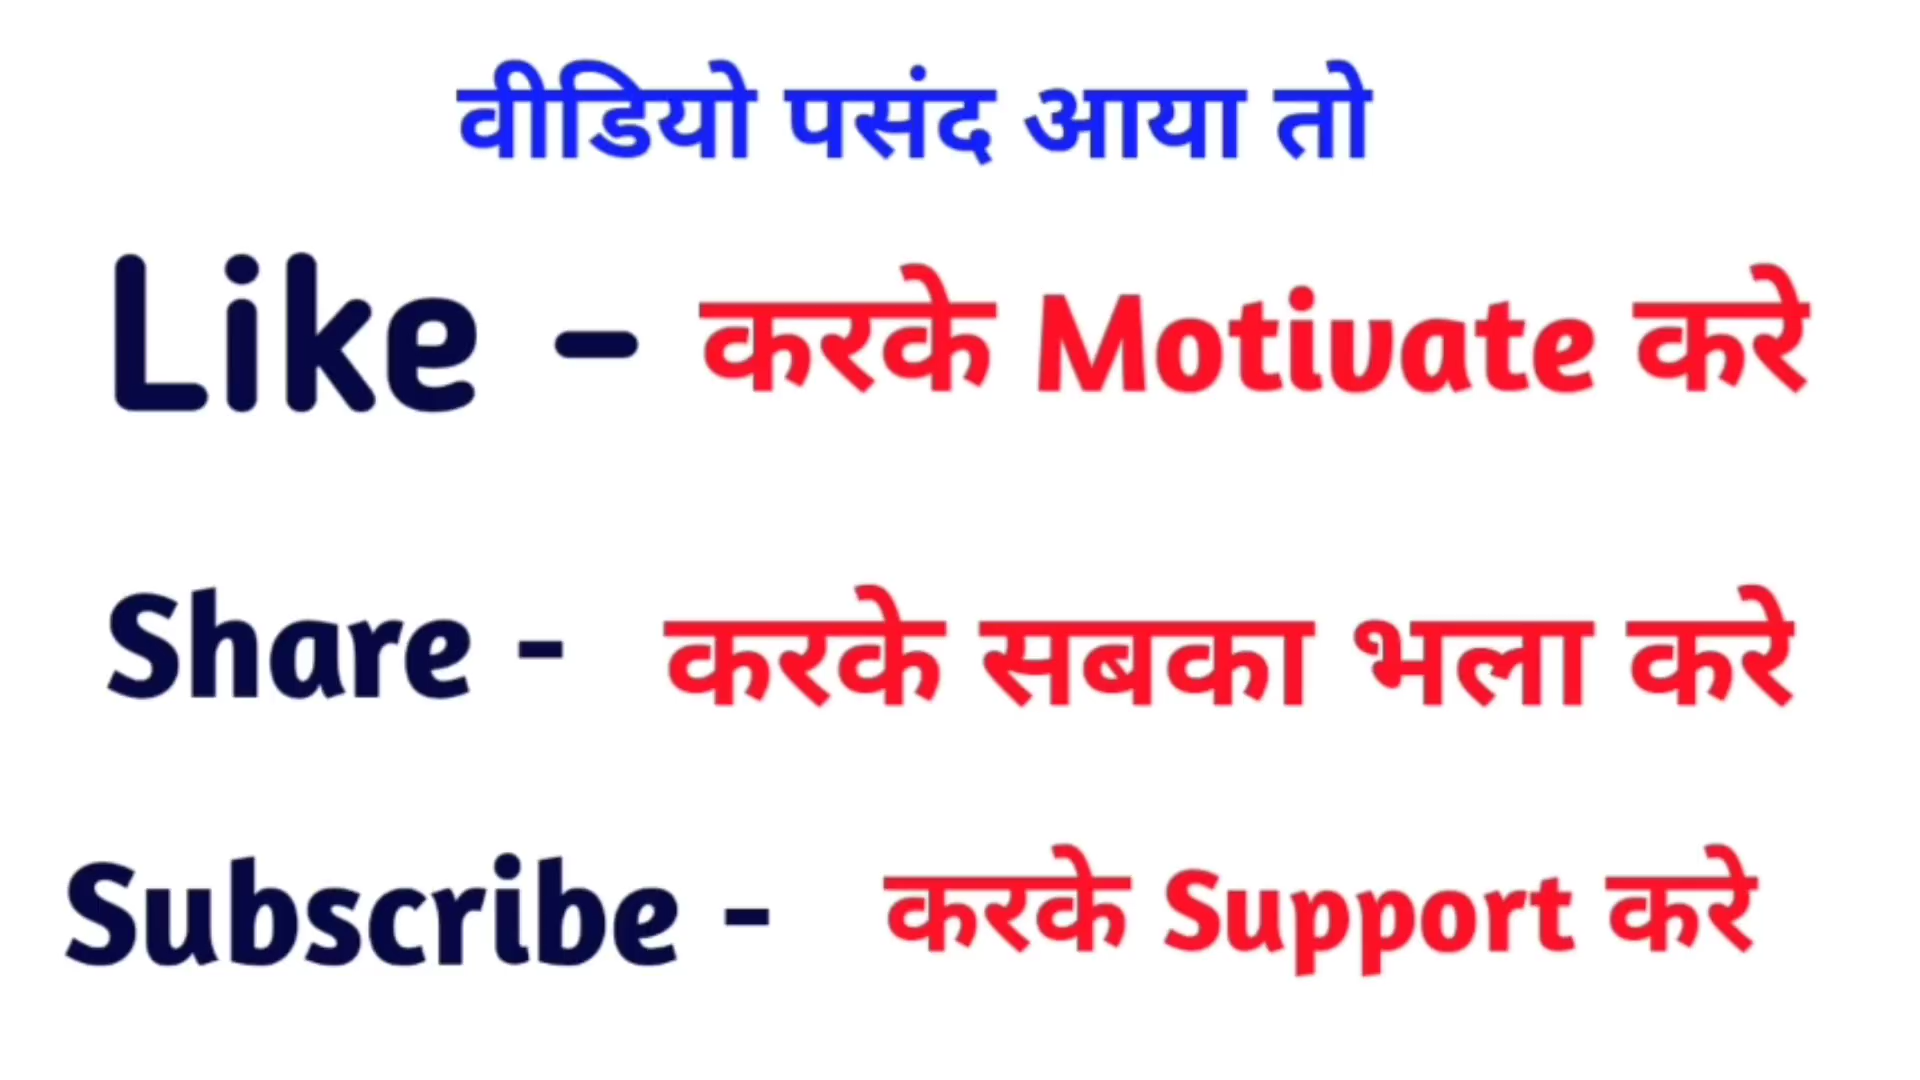 वीडियो पसंद आया तो
Like - करके Motivate करे
Share - करके सबका भला करे
Subscribe - करके Support करे